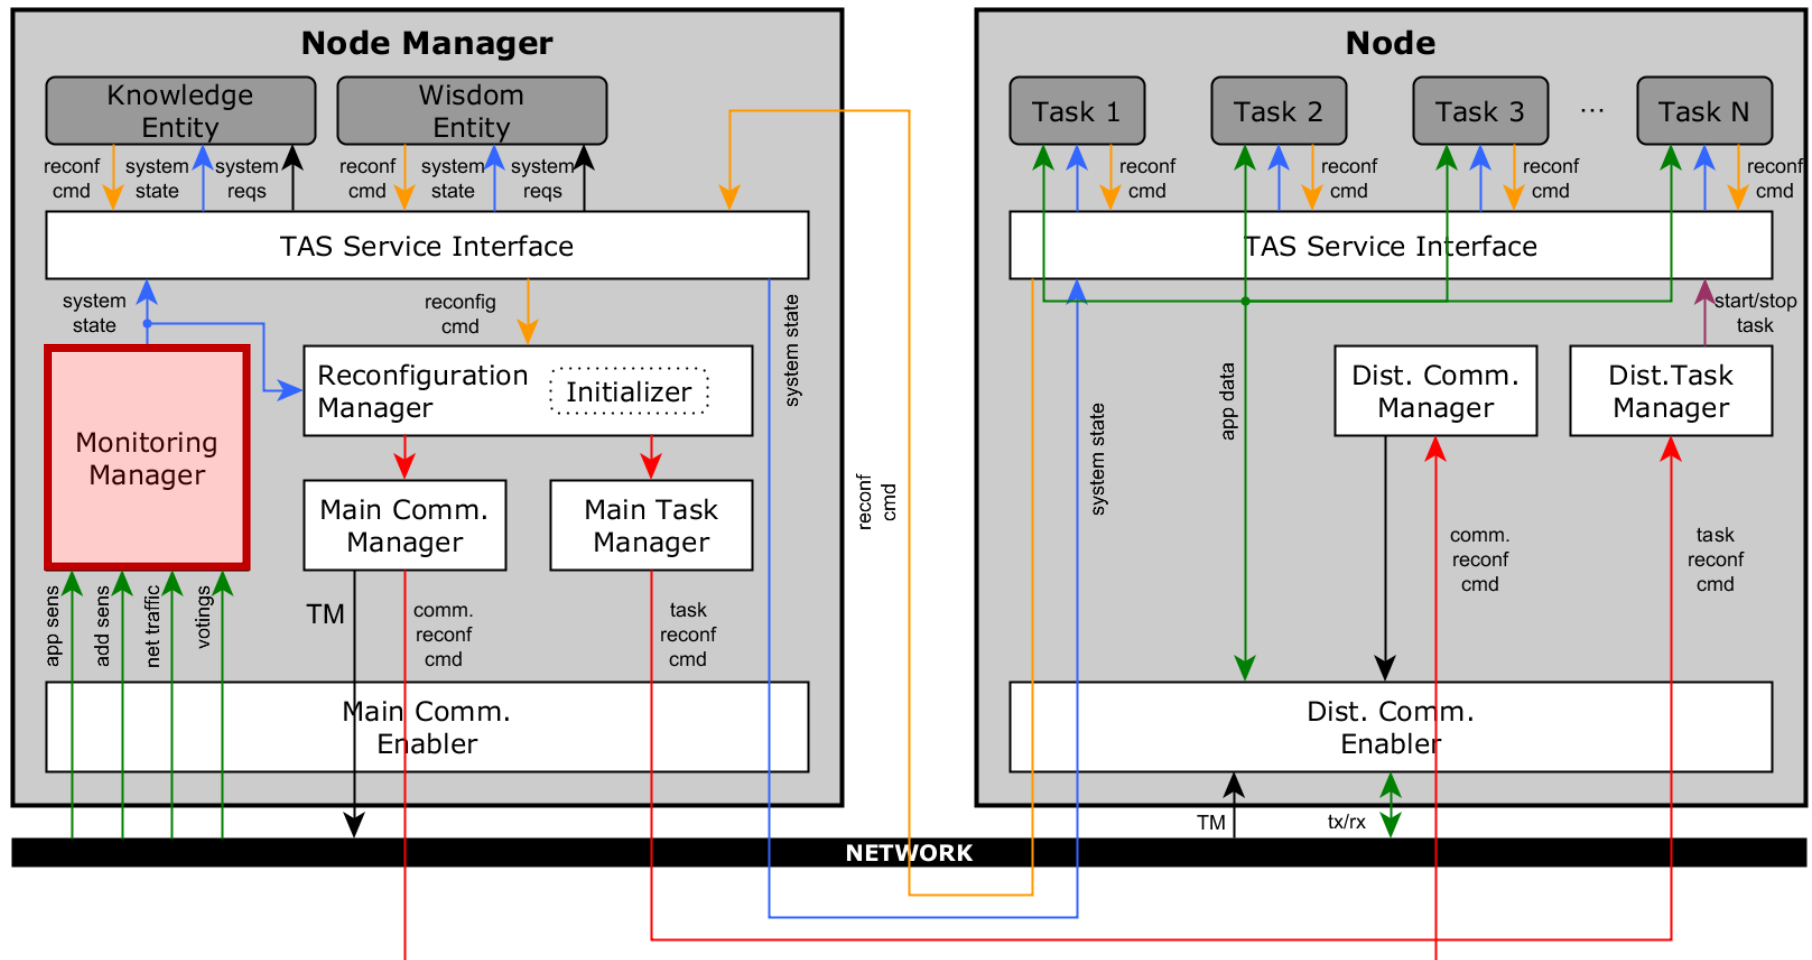 Node Manager
Knowledge
Entity
Wisdom
Entity
reconf
cmd
system
state
system
reqs
reconf
cmd
system
state
system
reqs
TAS Service Interface
system
state
reconfig
cmd
system state
Reconfiguration
Manager
Initializer
Monitoring
Manager
Main Comm.
Manager
Main Task
Manager
app sens
add sens
net traffic
votings
TM
comm.
reconf
cmd
task
reconf
cmd
Main Comm.
Enabler
reconf
cmd
Node
Task 1
Task 2
Task 3
...
Task N
reconf
cmd
reconf
cmd
reconf
cmd
reconf
cmd
TAS Service Interface
start/stop
task
app data
system state
Dist. Comm.
Manager
Dist.Task
Manager
comm.
reconf
cmd
task
reconf
cmd
Dist. Comm.
Enabler
TM
tx/rx
NETWORK